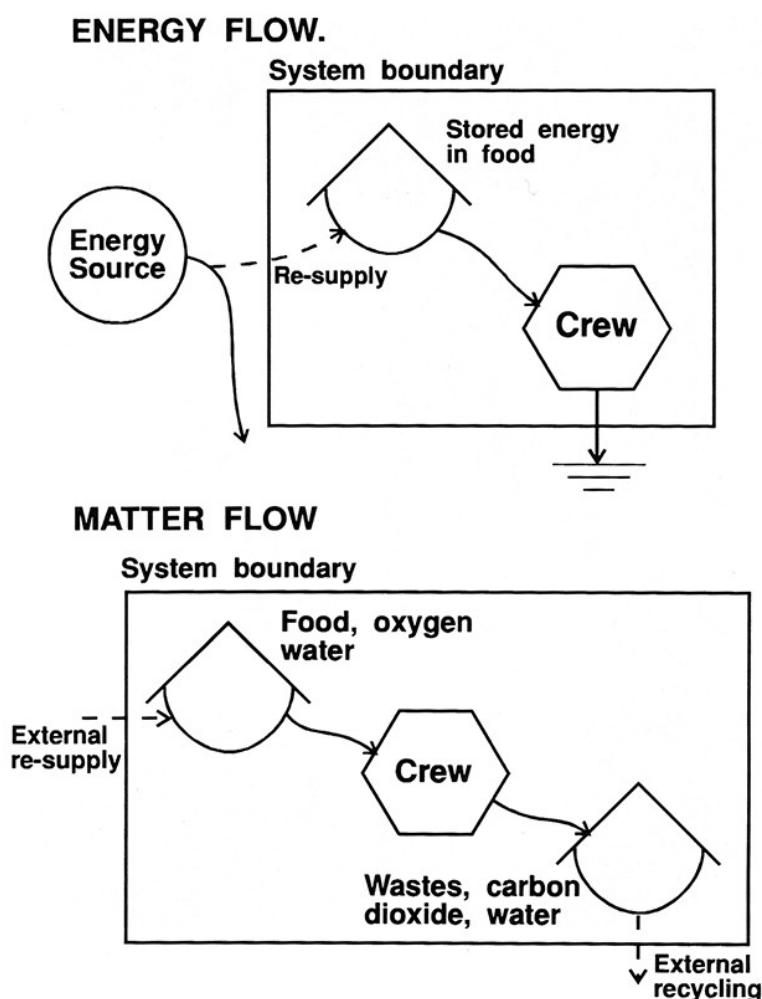 ENERGY FLOW.
System boundary
Stored energy
in food
Energy
Source
Re-supply
Crew
MATTER FLOW
System boundary
Food, oxygen
water
External
re-supply
Crew
Wastes, carbon
dioxide, water
External
recycling